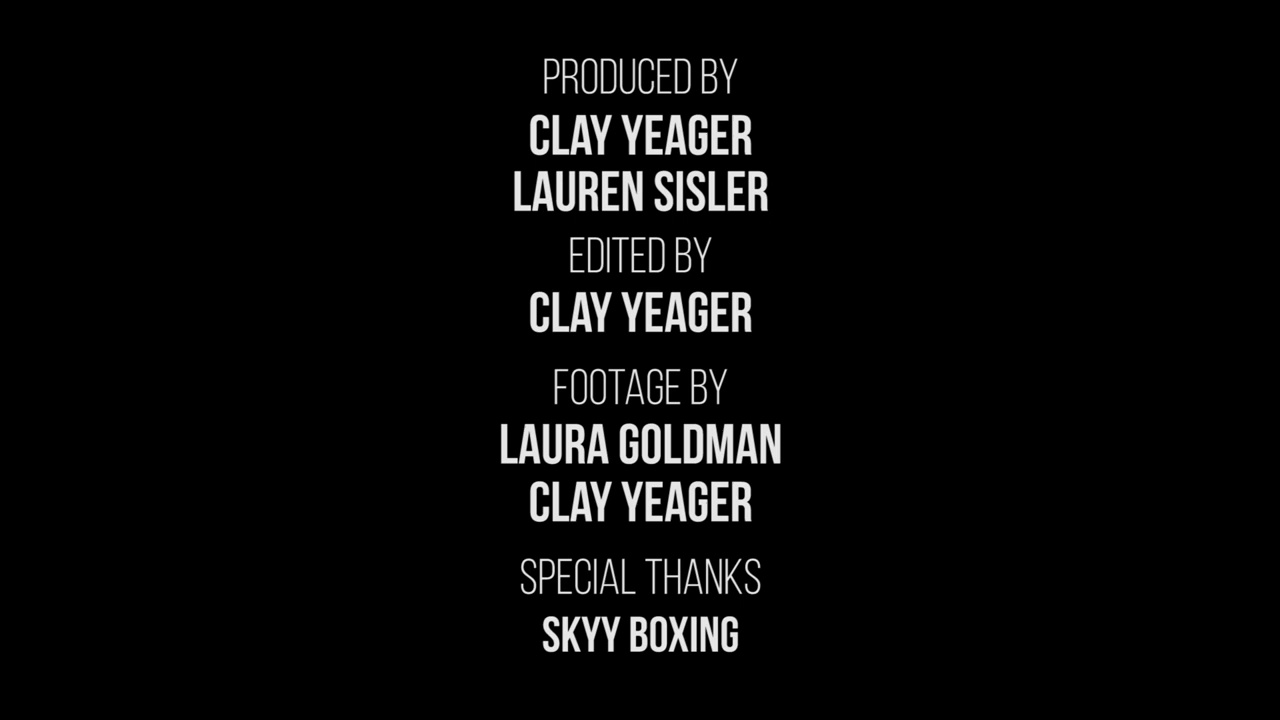 PRODUCED BY
CLAY YEAGER
LAUREN SISLER
EDITED BY
CLAY YEAGER
FOOTAGE BY
LAURA GOLDMAN
CLAY YEAGER
SPECIAL THANKS
SKYY BOXING